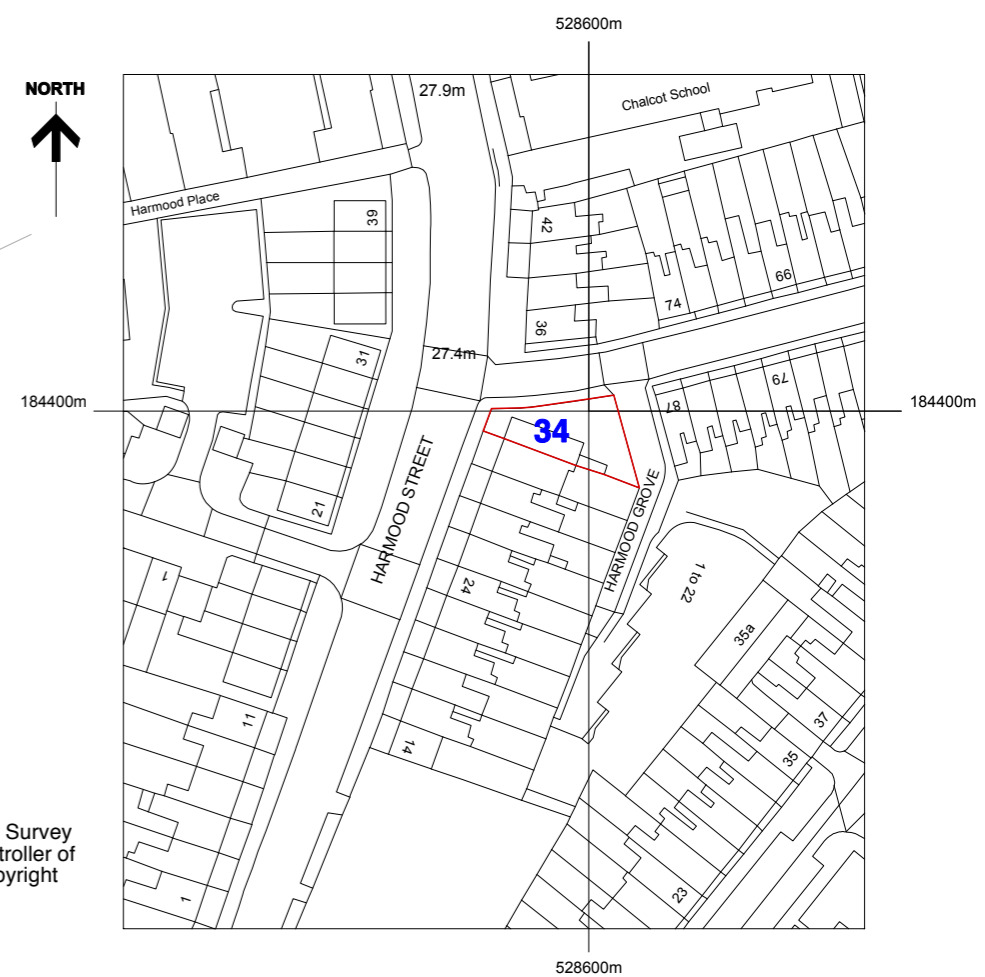 528600m
NORTH
27.9m
Chalcot School
Harmood Place
39
42
66
74
36
31
27.4m
79
87
184400m
184400m
34
HARMOOD STREET
HARMOOD GROVE
21
1
24
1 to 22
35a
11
14
37
35
23
1
Survey
troller of
pyright
528600m